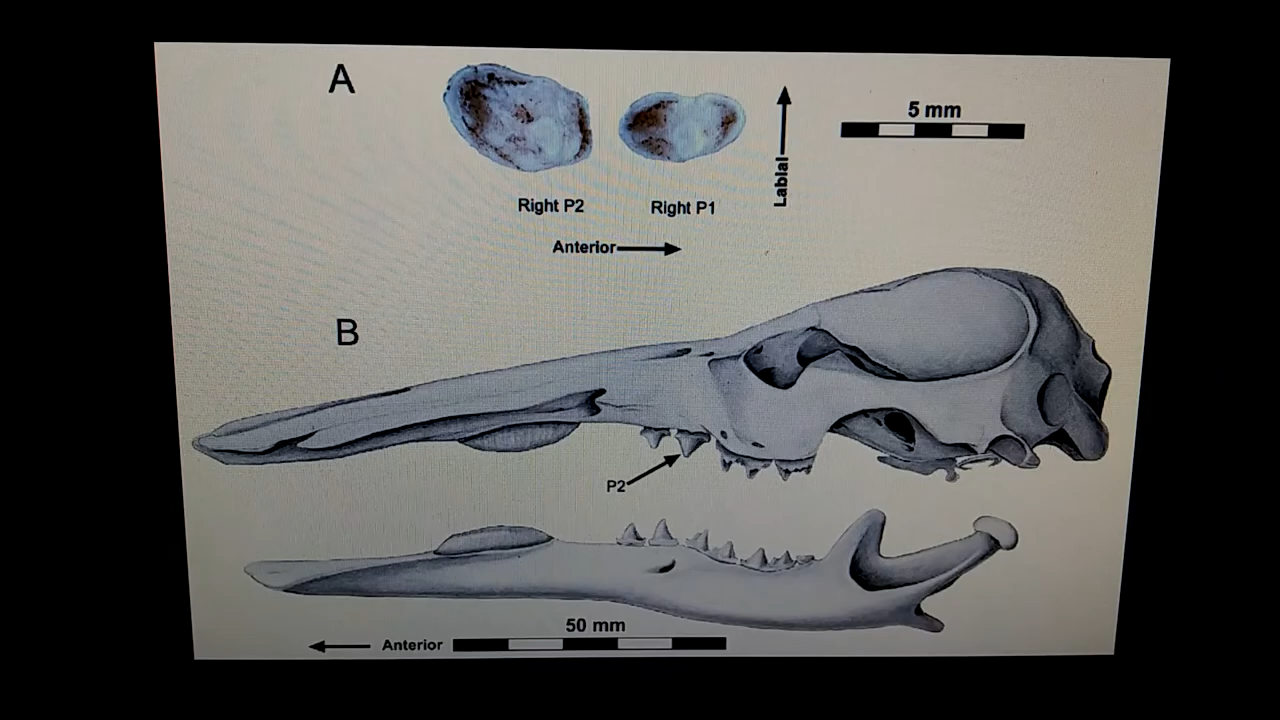 A
5 mm
Labial
Right P2
Right P1
Anterior
B
P2
50 mm
Anterior